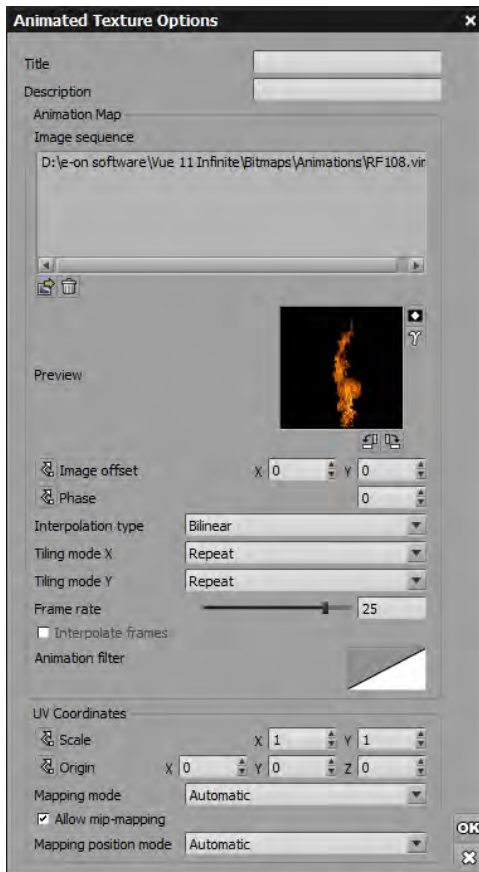 Animated Texture Options
Title
Description
Animation Map
Image sequence
D:\e-on software\Vue 11 Infinite\Bitmaps\Animations\RF108.vir
Preview
Image offset X 0 Y 0
Phase 0
Interpolation type Bilinear
Tiling mode X Repeat
Tiling mode Y Repeat
Frame rate 25
Interpolate frames
Animation filter
UV Coordinates
Scale X 1 Y 1
Origin X 0 Y 0 Z 0
Mapping mode Automatic
Allow mip-mapping
OK
Mapping position mode Automatic